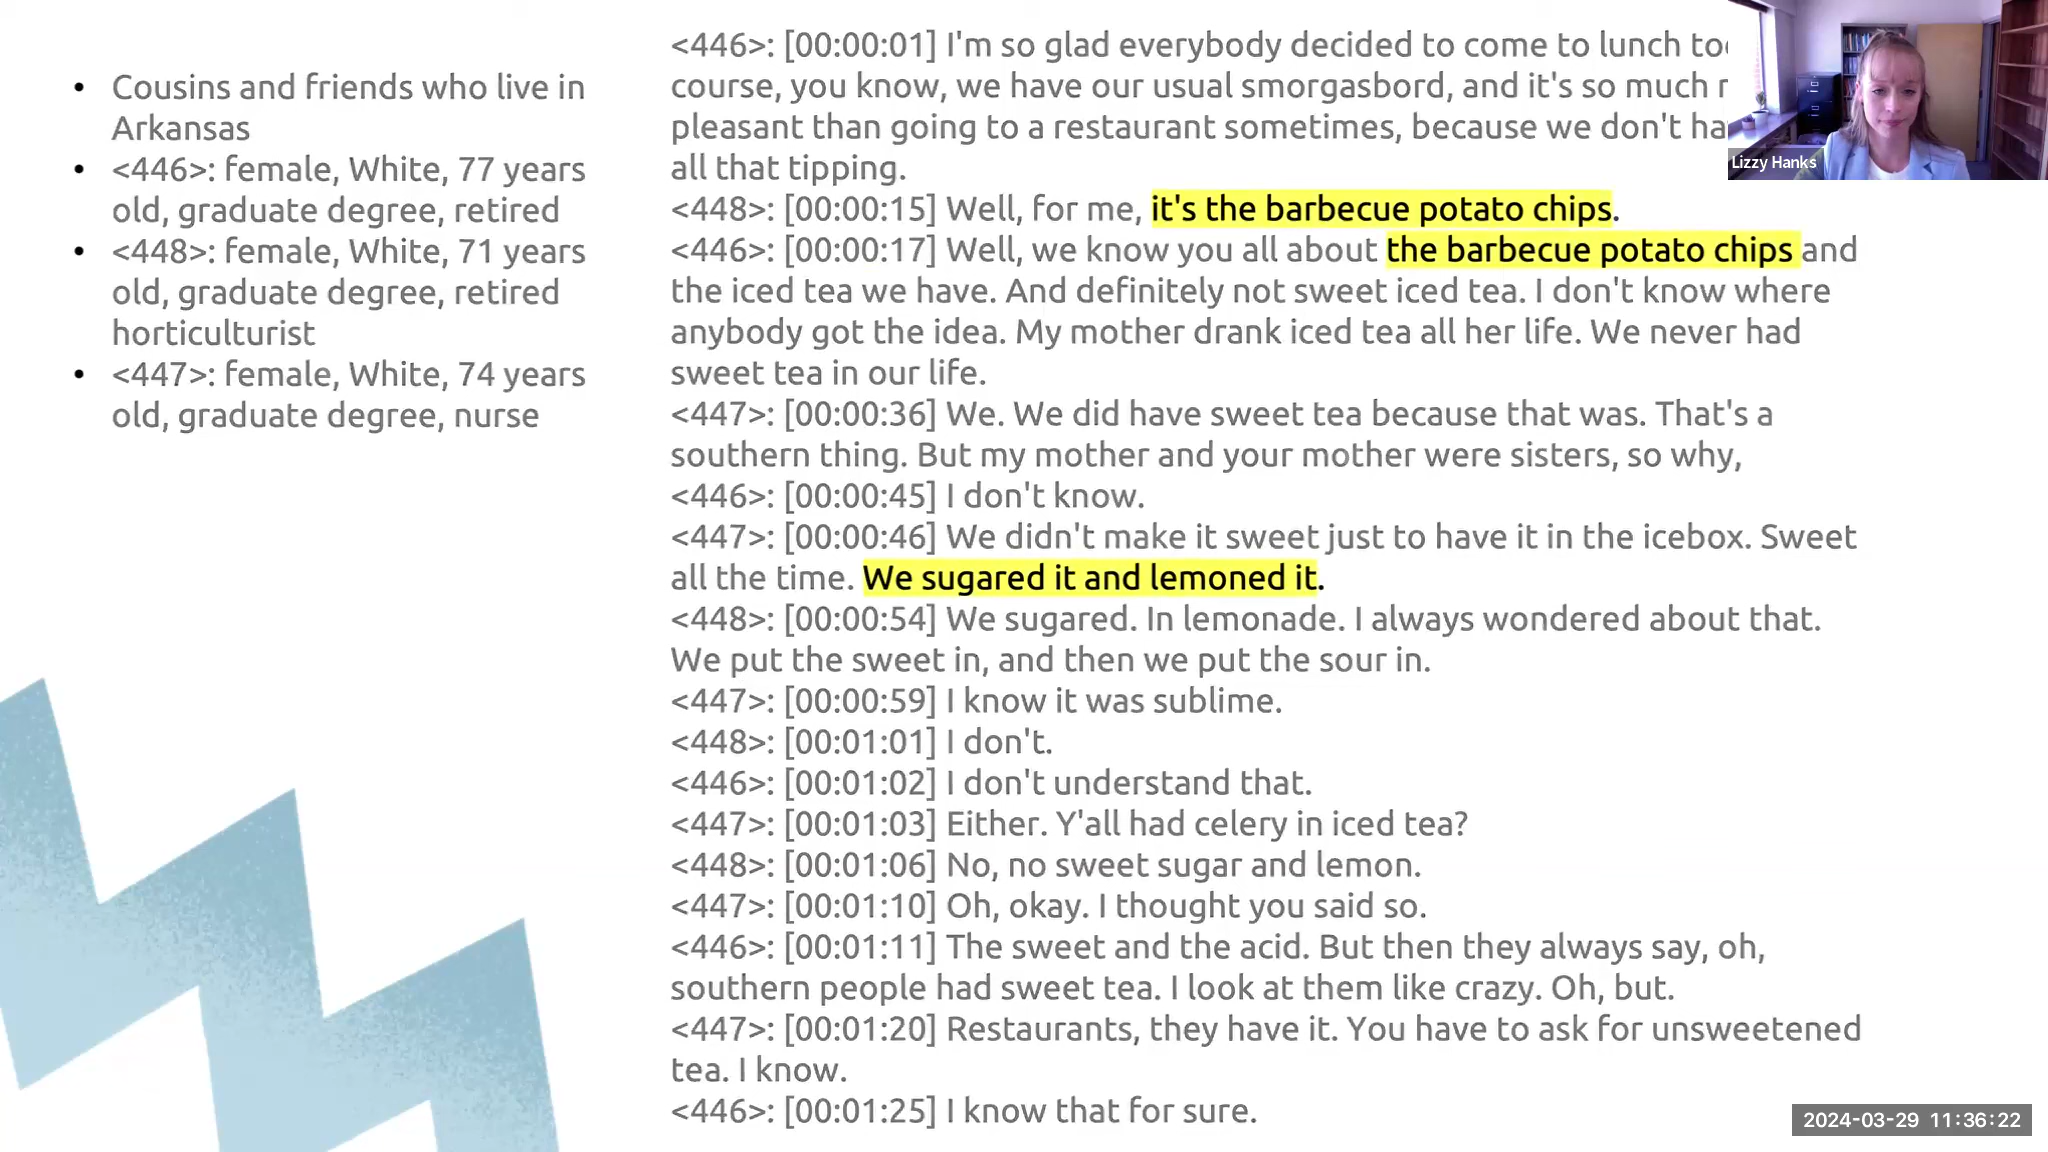 • Cousins and friends who live in
Arkansas
• <446>: female, White, 77 years
old, graduate degree, retired
• <448>: female, White, 71 years
old, graduate degree, retired
horticulturist
• <447>: female, White, 74 years
old, graduate degree, nurse
<446>: [00:00:01] I'm so glad everybody decided to come to lunch
course, you know, we have our usual smorgasbord, and it's so much
pleasant than going to a restaurant sometimes, because we don't
all that tipping.
<448>: [00:00:15] Well, for me, it's the barbecue potato chips.
<446>: [00:00:17] Well, we know you all about the barbecue potato chips and
the iced tea we have. And definitely not sweet iced tea. I don't know where
anybody got the idea. My mother drank iced tea all her life. We never had
sweet tea in our life.
<447>: [00:00:36] We. We did have sweet tea because that was. That's a
southern thing. But my mother and your mother were sisters, so why,
<446>: [00:00:45] I don't know.
<447>: [00:00:46] We didn't make it sweet just to have it in the icebox. Sweet
all the time. We sugared it and lemoned it.
<448>: [00:00:54] We sugared. In lemonade. I always wondered about that.
We put the sweet in, and then we put the sour in.
<447>: [00:00:59] I know it was sublime.
<448>: [00:01:01] I don't.
<446>: [00:01:02] I don't understand that.
<447>: [00:01:03] Either. Y'all had celery in iced tea?
<448>: [00:01:06] No, no sweet sugar and lemon.
<447>: [00:01:10] Oh, okay. I thought you said so.
<446>: [00:01:11] The sweet and the acid. But then they always say, oh,
southern people had sweet tea. I look at them like crazy. Oh, but.
<447>: [00:01:20] Restaurants, they have it. You have to ask for unsweetened
tea. I know.
<446>: [00:01:25] I know that for sure.
Lizzy Hanks
2024-03-29 11:36:22